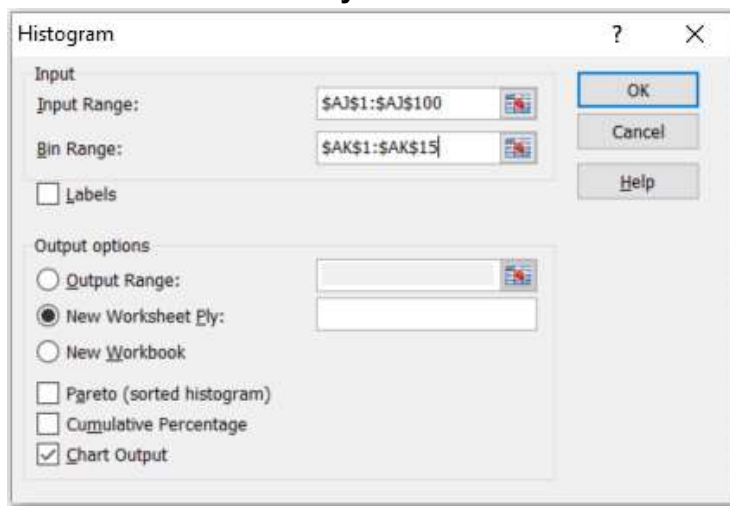 Histogram ? X
Input
Input Range: $AJ$1:$AJ$100
Bin Range: $AK$1:$AK$15
Labels
OK
Cancel
Help
Output options
Output Range:
New Worksheet Ply:
New Workbook
Pareto (sorted histogram)
Cumulative Percentage
Chart Output